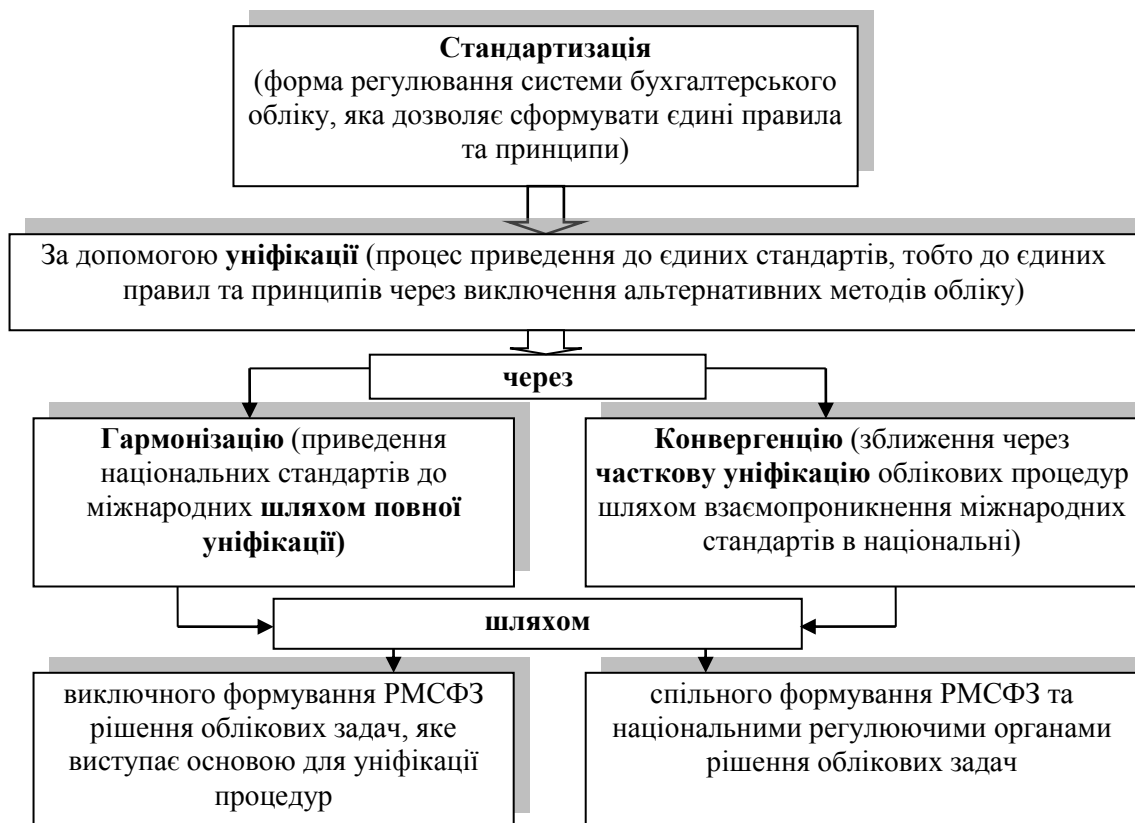 Стандартизація
(форма регулювання системи бухгалтерського
обліку, яка дозволяє сформувати єдині правила
та принципи)
За допомогою уніфікації (процес приведення до єдиних стандартів, тобто до єдиних
правил та принципів через виключення альтернативних методів обліку)
через
Гармонізацію (приведення
національних стандартів до
міжнародних шляхом повної
уніфікації)
Конвергенцію (зближення через
часткову уніфікацію облікових процедур
шляхом взаємопроникнення міжнародних
стандартів в національні)
шляхом
виключного формування РМСФЗ
рішення облікових задач, яке
виступає основою для уніфікації
процедур
спільного формування РМСФЗ та
національними регулюючими органами
рішення облікових задач